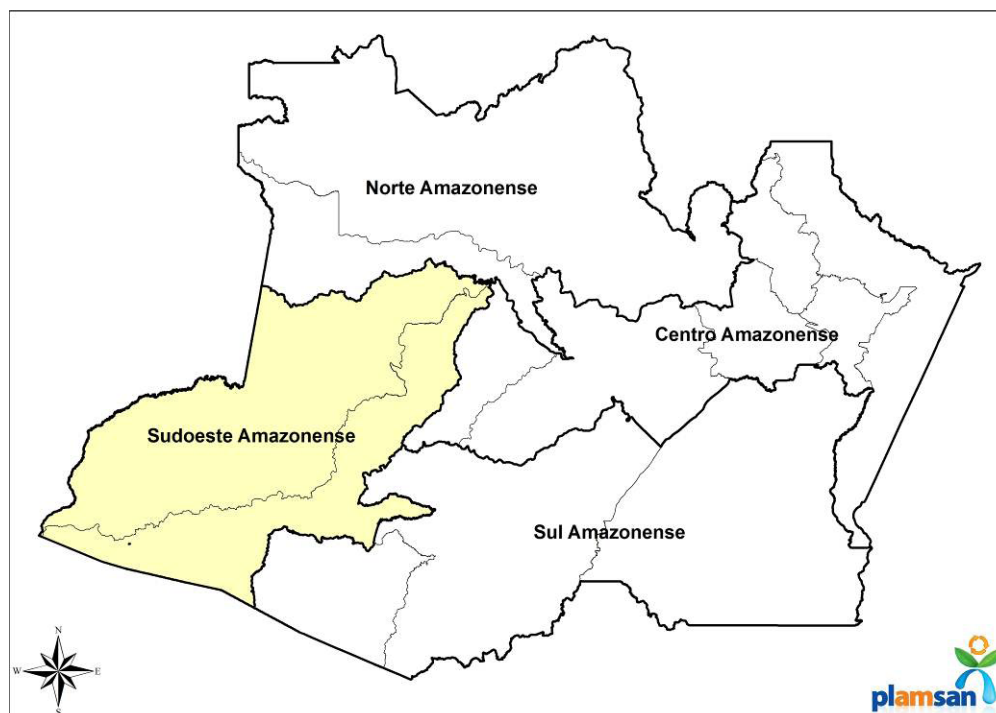 Norte Amazonense
Centro Amazonense
Sudoeste Amazonense
Sul Amazonense
N
W
E
S
plamsan